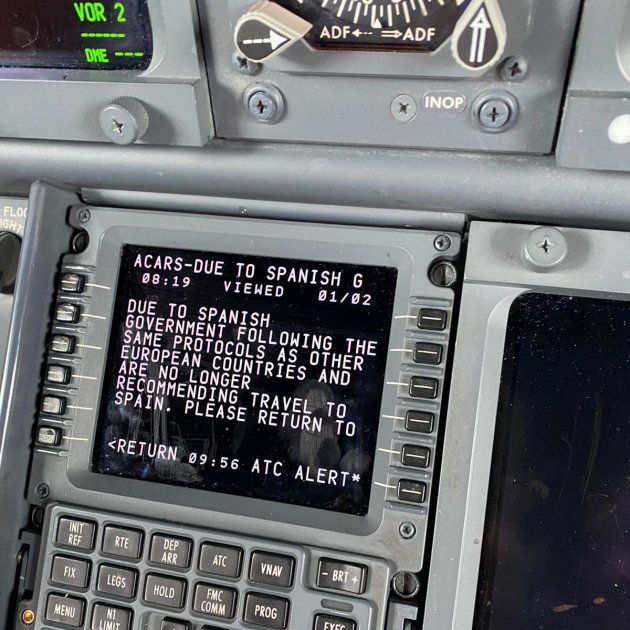 VOR 2
------
DME ---
ADF ADF
INOP
FLOO
IGHT
ACARS-DUE TO SPANISH G
08:19 VIEWED 01/02
DUE TO SPANISH
GOVERNMENT FOLLOWING THE
SAME PROTOCOLS AS OTHER
EUROPEAN COUNTRIES AND
ARE NO LONGER
RECOMMENDING TRAVEL TO
SPAIN. PLEASE RETURN TO
<RETURN 09:56 ATC ALERT*
INIT REF
RTE
DEP ARR
ATC
VNAV
- BRT +
FIX
LEGS
HOLD
FMC COMM
PROG
EXEC
MENU
N1 LIMIT